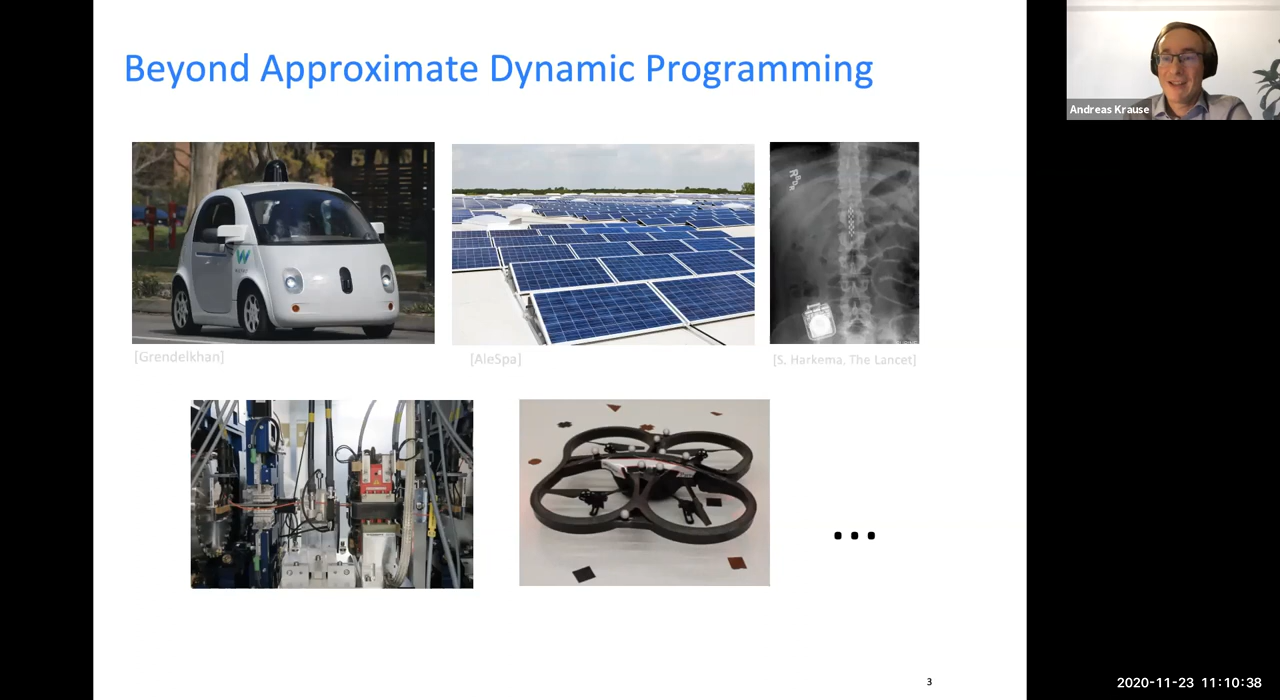 Beyond Approximate Dynamic Programming
Andreas Krause
[Grendelkhan]
[AleSpa]
[S. Harkema, The Lancet]
...
3
2020-11-23 11:10:38